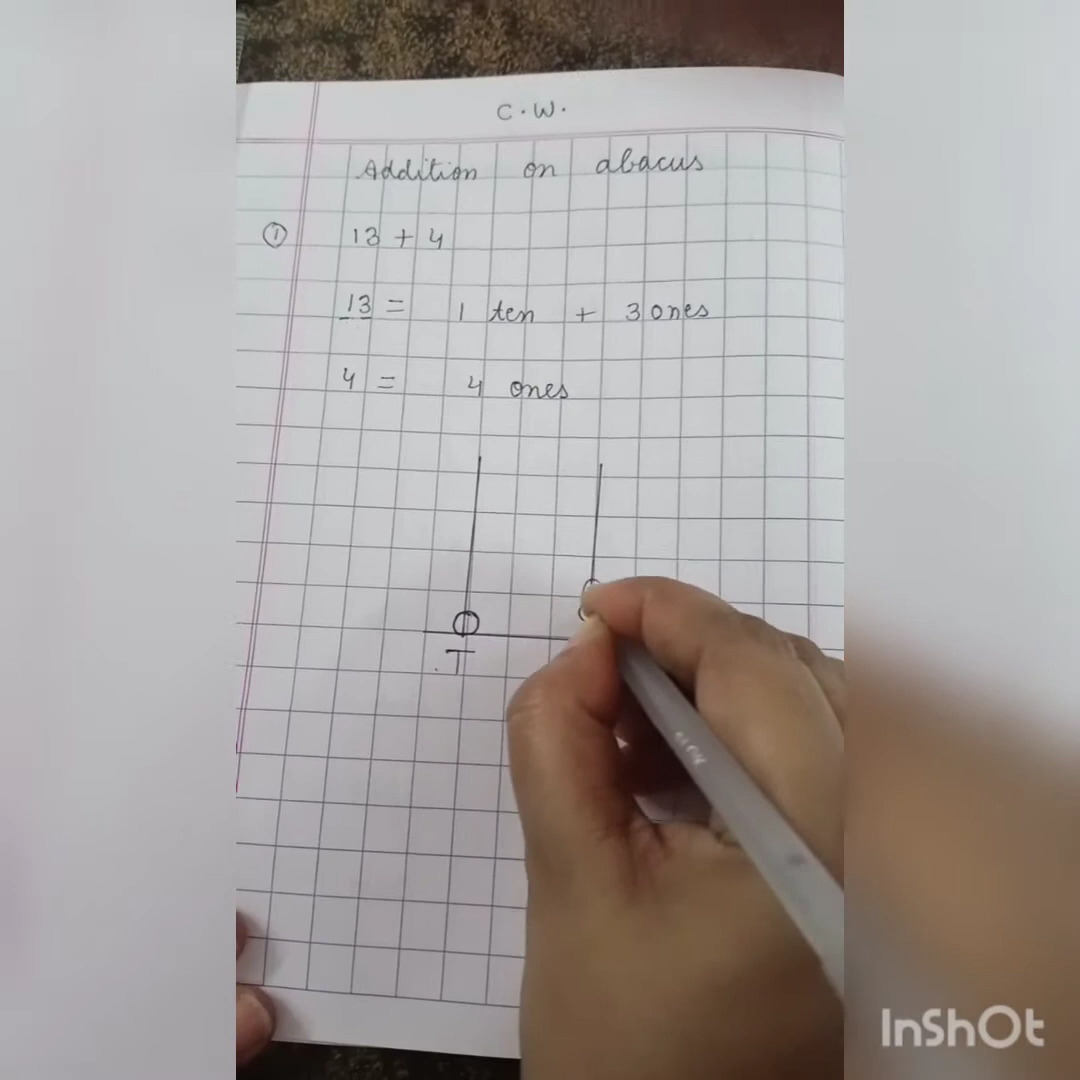 C.W.
Addition on abacus
① 13 + 4
13 = 1 ten + 3 ones
4 = 4 ones
T
InShOt